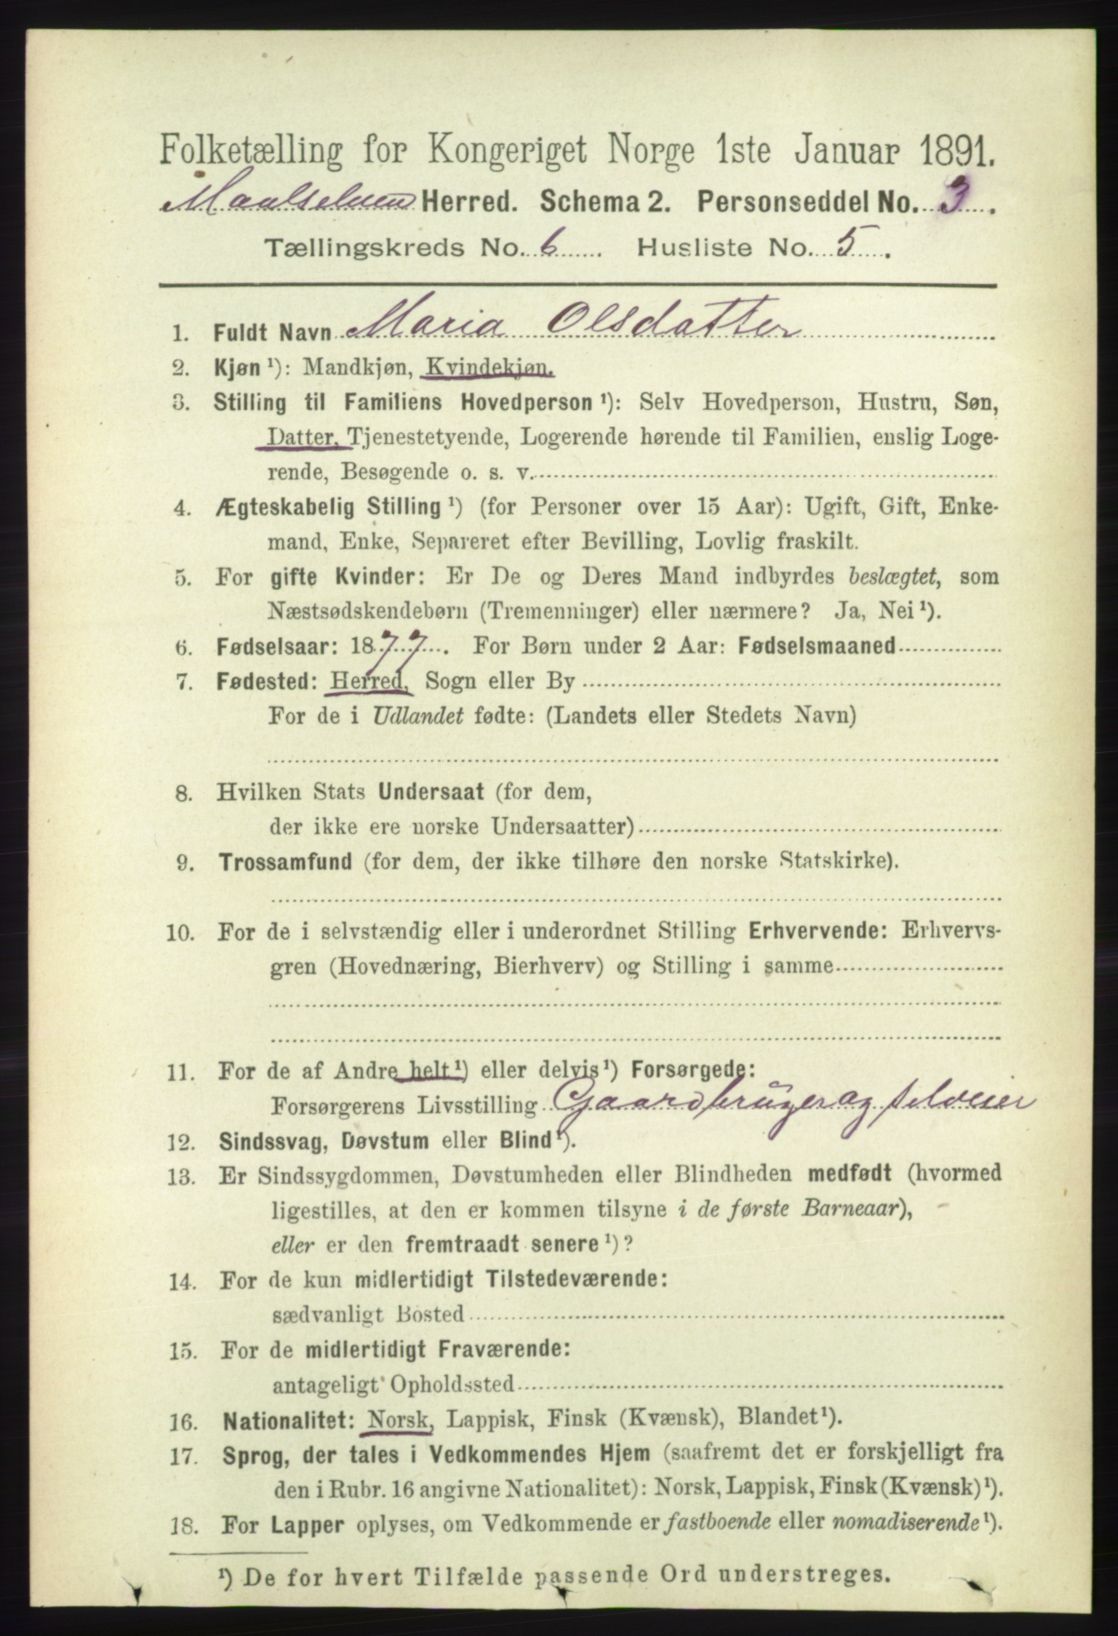 Folketælling for Kongeriget Norge 1ste Januar 1891.
Maalselven Herred. Schema 2. Personseddel No. 3.
Tællingskreds No. 6. Husliste No. 5.
1. Fuldt Navn Maria Olsdatter
2. Kjøn ¹): Mandkjøn, Kvindekjøn.
3. Stilling til Familiens Hovedperson ¹): Selv Hovedperson, Hustru, Søn,
Datter, Tjenestetyende, Logerende hørende til Familien, enslig Loge-
rende, Besøgende o. s. v.
4. Ægteskabelig Stilling ¹) (for Personer over 15 Aar): Ugift, Gift, Enke-
mand, Enke, Separeret efter Bevilling, Lovlig fraskilt.
5. For gifte Kvinder: Er De og Deres Mand indbyrdes beslægtet, som
Næstsødskendebørn (Tremenninger) eller nærmere? Ja, Nei ¹).
6. Fødselsaar: 1877. For Børn under 2 Aar: Fødselsmaaned
7. Fødested: Herred, Sogn eller By
For de i Udlandet fødte: (Landets eller Stedets Navn)
8. Hvilken Stats Undersaat (for dem,
der ikke ere norske Undersaatter)
9. Trossamfund (for dem, der ikke tilhøre den norske Statskirke).
10. For de i selvstændig eller i underordnet Stilling Erhvervende: Erhvervs-
gren (Hovednæring, Bierhverv) og Stilling i samme
11. For de af Andre helt ¹) eller delvis ¹) Forsørgede:
Forsørgerens Livsstilling Gaardbruger og selveier
12. Sindssvag, Døvstum eller Blind ¹).
13. Er Sindssygdommen, Døvstumheden eller Blindheden medfødt (hvormed
ligestilles, at den er kommen tilsyne i de første Barneaar),
eller er den fremtraadt senere ¹)?
14. For de kun midlertidigt Tilstedeværende:
sædvanligt Bosted
15. For de midlertidigt Fraværende:
antageligt Opholdssted
16. Nationalitet: Norsk, Lappisk, Finsk (Kvænsk), Blandet ¹).
17. Sprog, der tales i Vedkommendes Hjem (saafremt det er forskjelligt fra
den i Rubr. 16 angivne Nationalitet): Norsk, Lappisk, Finsk (Kvænsk) ¹).
18. For Lapper oplyses, om Vedkommende er fastboende eller nomadiserende ¹).
¹) De for hvert Tilfælde passende Ord understreges.